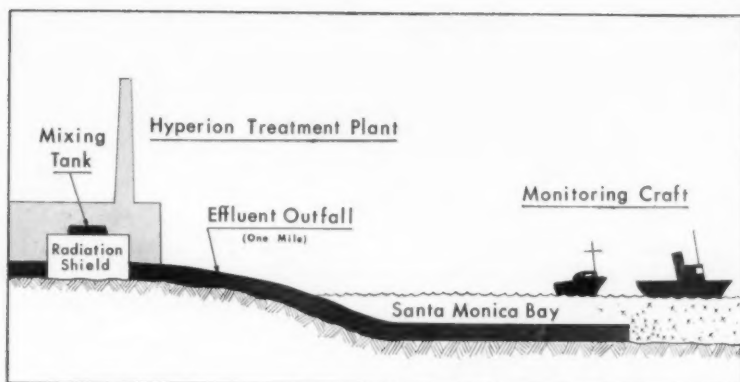 Hyperion Treatment Plant
Mixing
Tank
Radiation
Shield
Effluent Outfall
(One Mile)
Monitoring Craft
Santa Monica Bay